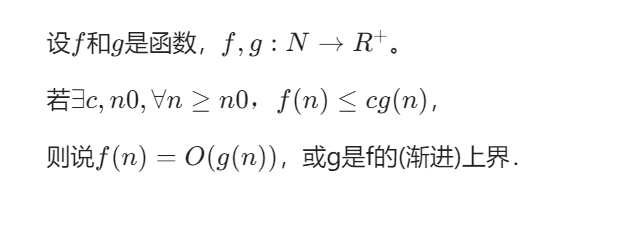 设f和g是函数，f, g : N → R⁺。
若∃c, n0, ∀n ≥ n0，f(n) ≤ cg(n)，
则说f(n) = O(g(n))，或g是f的(渐进)上界.